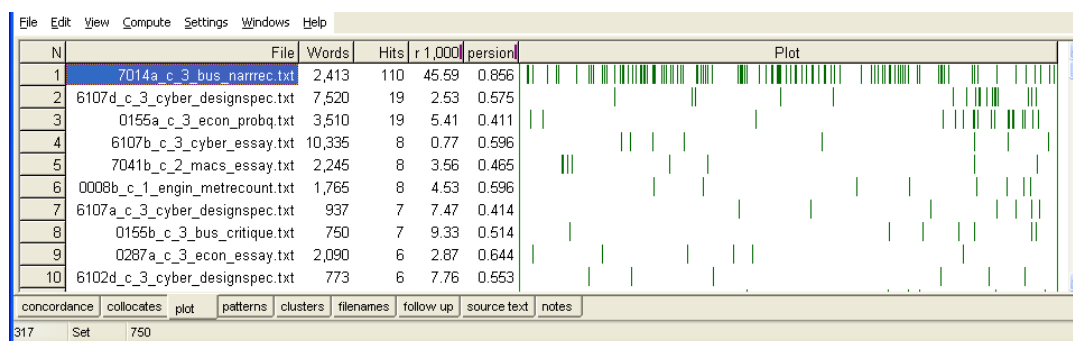 File Edit View Compute Settings Windows Help
N File Words Hits r 1,000 persion Plot
1 7014a_c_3_bus_narrrec.txt 2,413 110 45.59 0.856
2 6107d_c_3_cyber_designspec.txt 7,520 19 2.53 0.575
3 0155a_c_3_econ_probq.txt 3,510 19 5.41 0.411
4 6107b_c_3_cyber_essay.txt 10,335 8 0.77 0.596
5 7041b_c_2_macs_essay.txt 2,245 8 3.56 0.465
6 0008b_c_1_engin_metrecount.txt 1,765 8 4.53 0.596
7 6107a_c_3_cyber_designspec.txt 937 7 7.47 0.414
8 0155b_c_3_bus_critique.txt 750 7 9.33 0.514
9 0287a_c_3_econ_essay.txt 2,090 6 2.87 0.644
10 6102d_c_3_cyber_designspec.txt 773 6 7.76 0.553
concordance collocates plot patterns clusters filenames follow up source text notes
317 Set 750